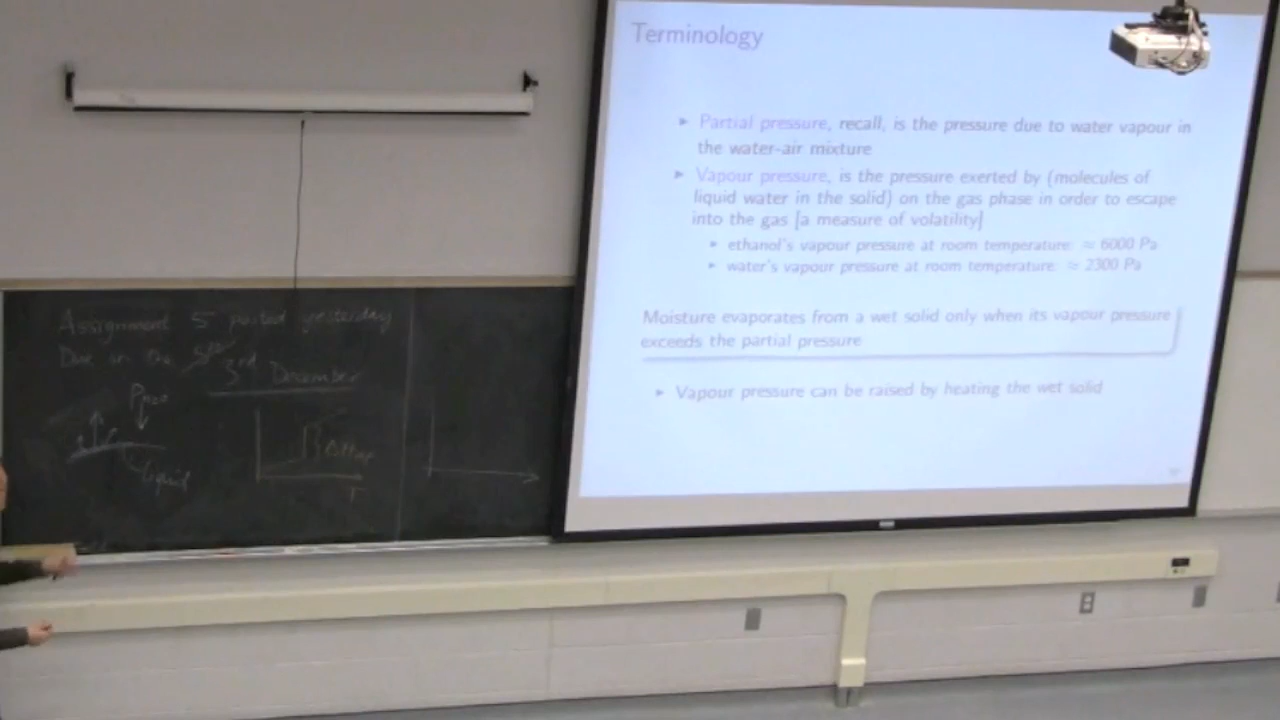 Terminology
▸ Partial pressure, recall, is the pressure due to water vapour in
the water-air mixture
▸ Vapour pressure, is the pressure exerted by (molecules of
liquid water in the solid) on the gas phase in order to escape
into the gas [a measure of volatility]
▸ ethanol's vapour pressure at room temperature: ≈ 6000 Pa
▸ water's vapour pressure at room temperature: ≈ 2300 Pa
Moisture evaporates from a wet solid only when its vapour pressure
exceeds the partial pressure
▸ Vapour pressure can be raised by heating the wet solid
Assignment 5 posted yesterday
Due on the 5th
3rd December
PH2O
liquid
ΔHvap
T